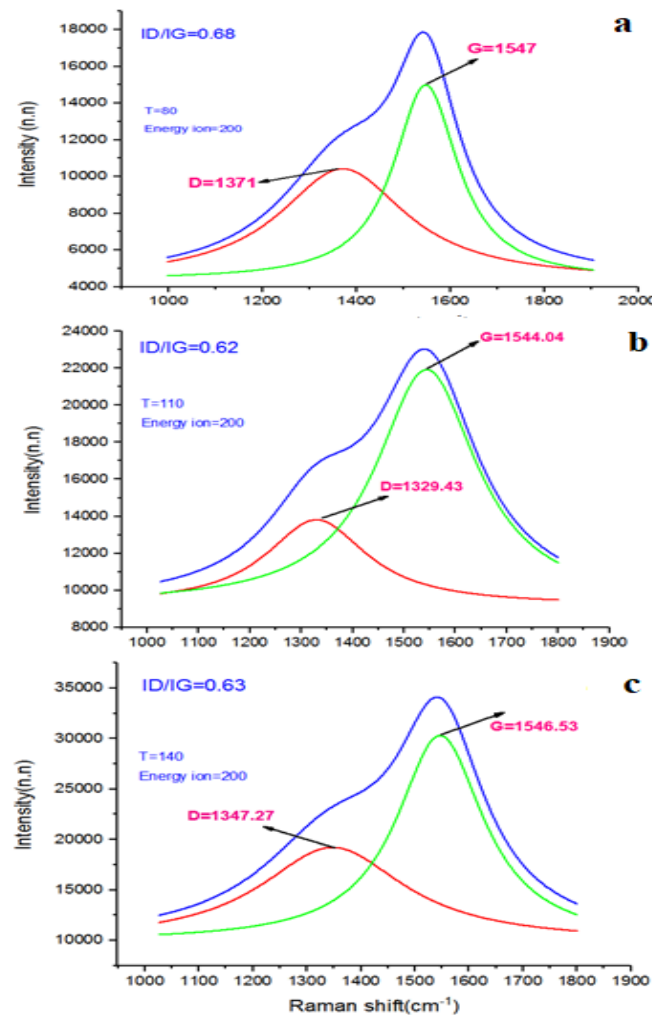 a
ID/IG=0.68
G=1547
T=80
Energy ion=200
D=1371
Intensity (n.n)
18000
16000
14000
12000
10000
8000
6000
4000
1000 1200 1400 1600 1800 2000
b
ID/IG=0.62
G=1544.04
T=110
Energy ion=200
D=1329.43
Intensity(n.n)
24000
22000
20000
18000
16000
14000
12000
10000
8000
1000 1100 1200 1300 1400 1500 1600 1700 1800 1900
c
ID/IG=0.63
G=1546.53
T=140
Energy ion=200
D=1347.27
Intensity(n.n)
35000
30000
25000
20000
15000
10000
1000 1100 1200 1300 1400 1500 1600 1700 1800 1900
Raman shift(cm⁻¹)